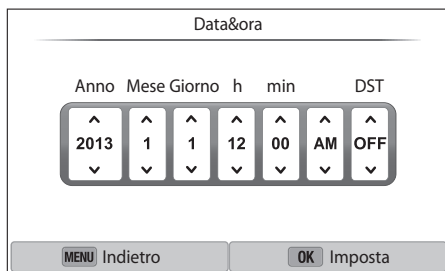 Data&ora
Anno Mese Giorno h min DST
2013 1 1 12 00 AM OFF
MENU Indietro OK Imposta